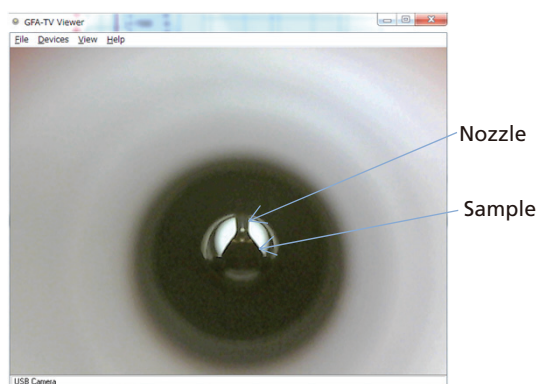 GFA-TV Viewer
File Devices View Help
Nozzle
Sample
USB Camera